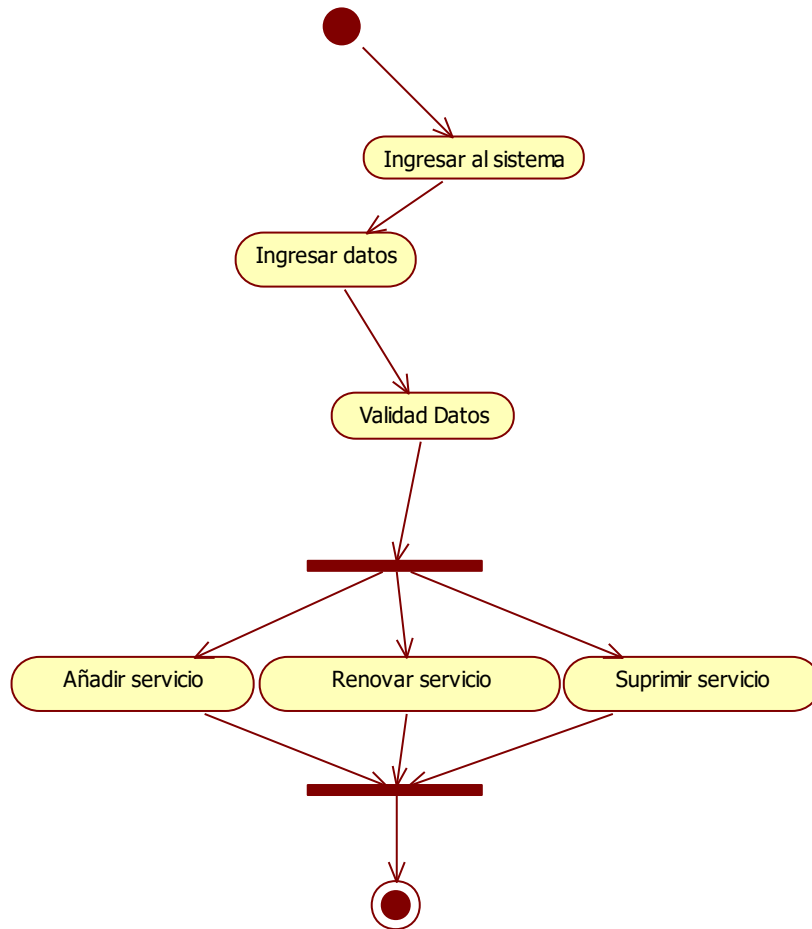 Ingresar al sistema
Ingresar datos
Validad Datos
Añadir servicio
Renovar servicio
Suprimir servicio